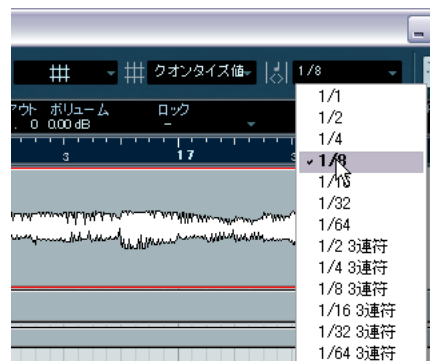 クオンタイズ値 1/8
アウト ボリューム ロック
. 0 0.00 dB -
3 17
1/1
1/2
1/4
✓ 1/8
1/16
1/32
1/64
1/2 3連符
1/4 3連符
1/8 3連符
1/16 3連符
1/32 3連符
1/64 3連符